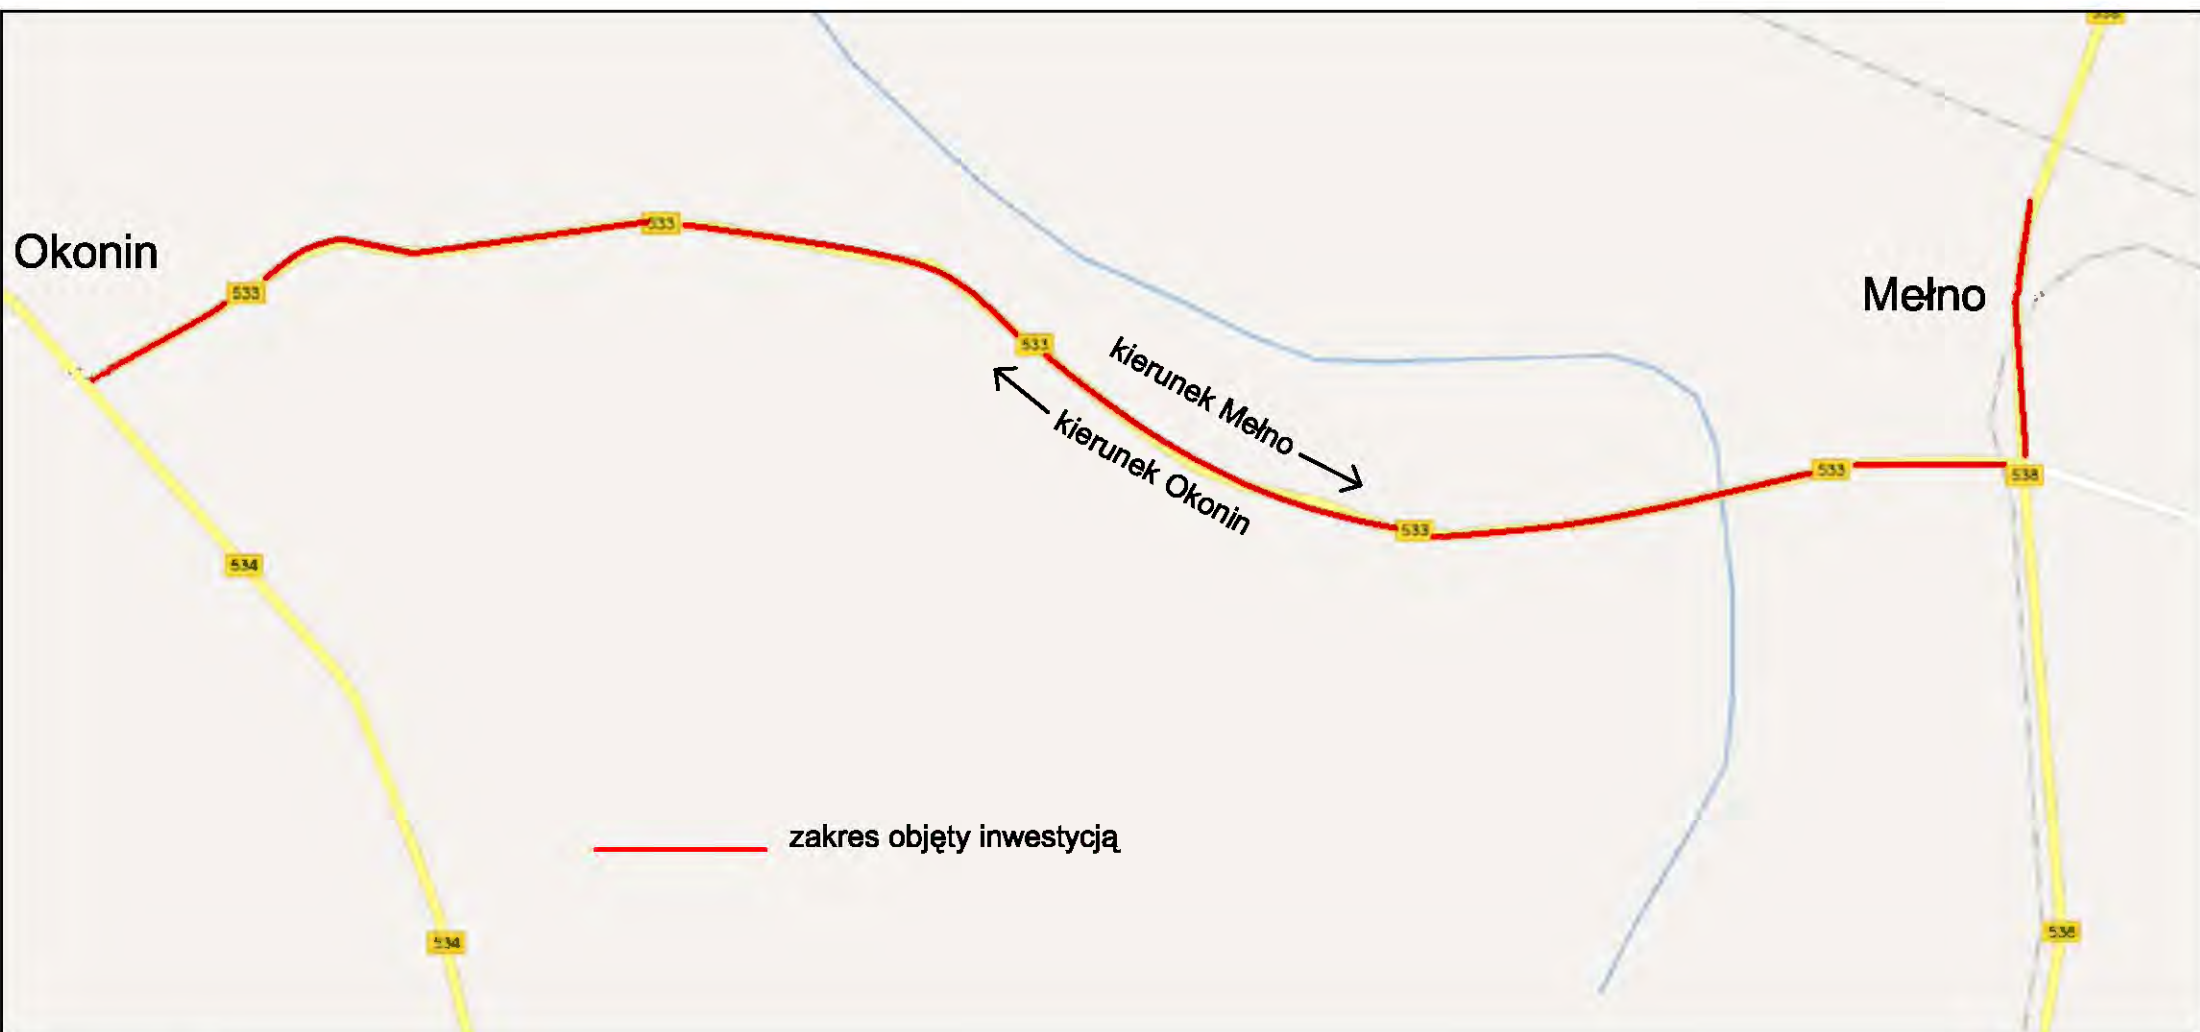 533
Okonin
533
Mełno
533
kierunek Mełno
kierunek Okonin
533
533
538
534
zakres objęty inwestycją
538
534